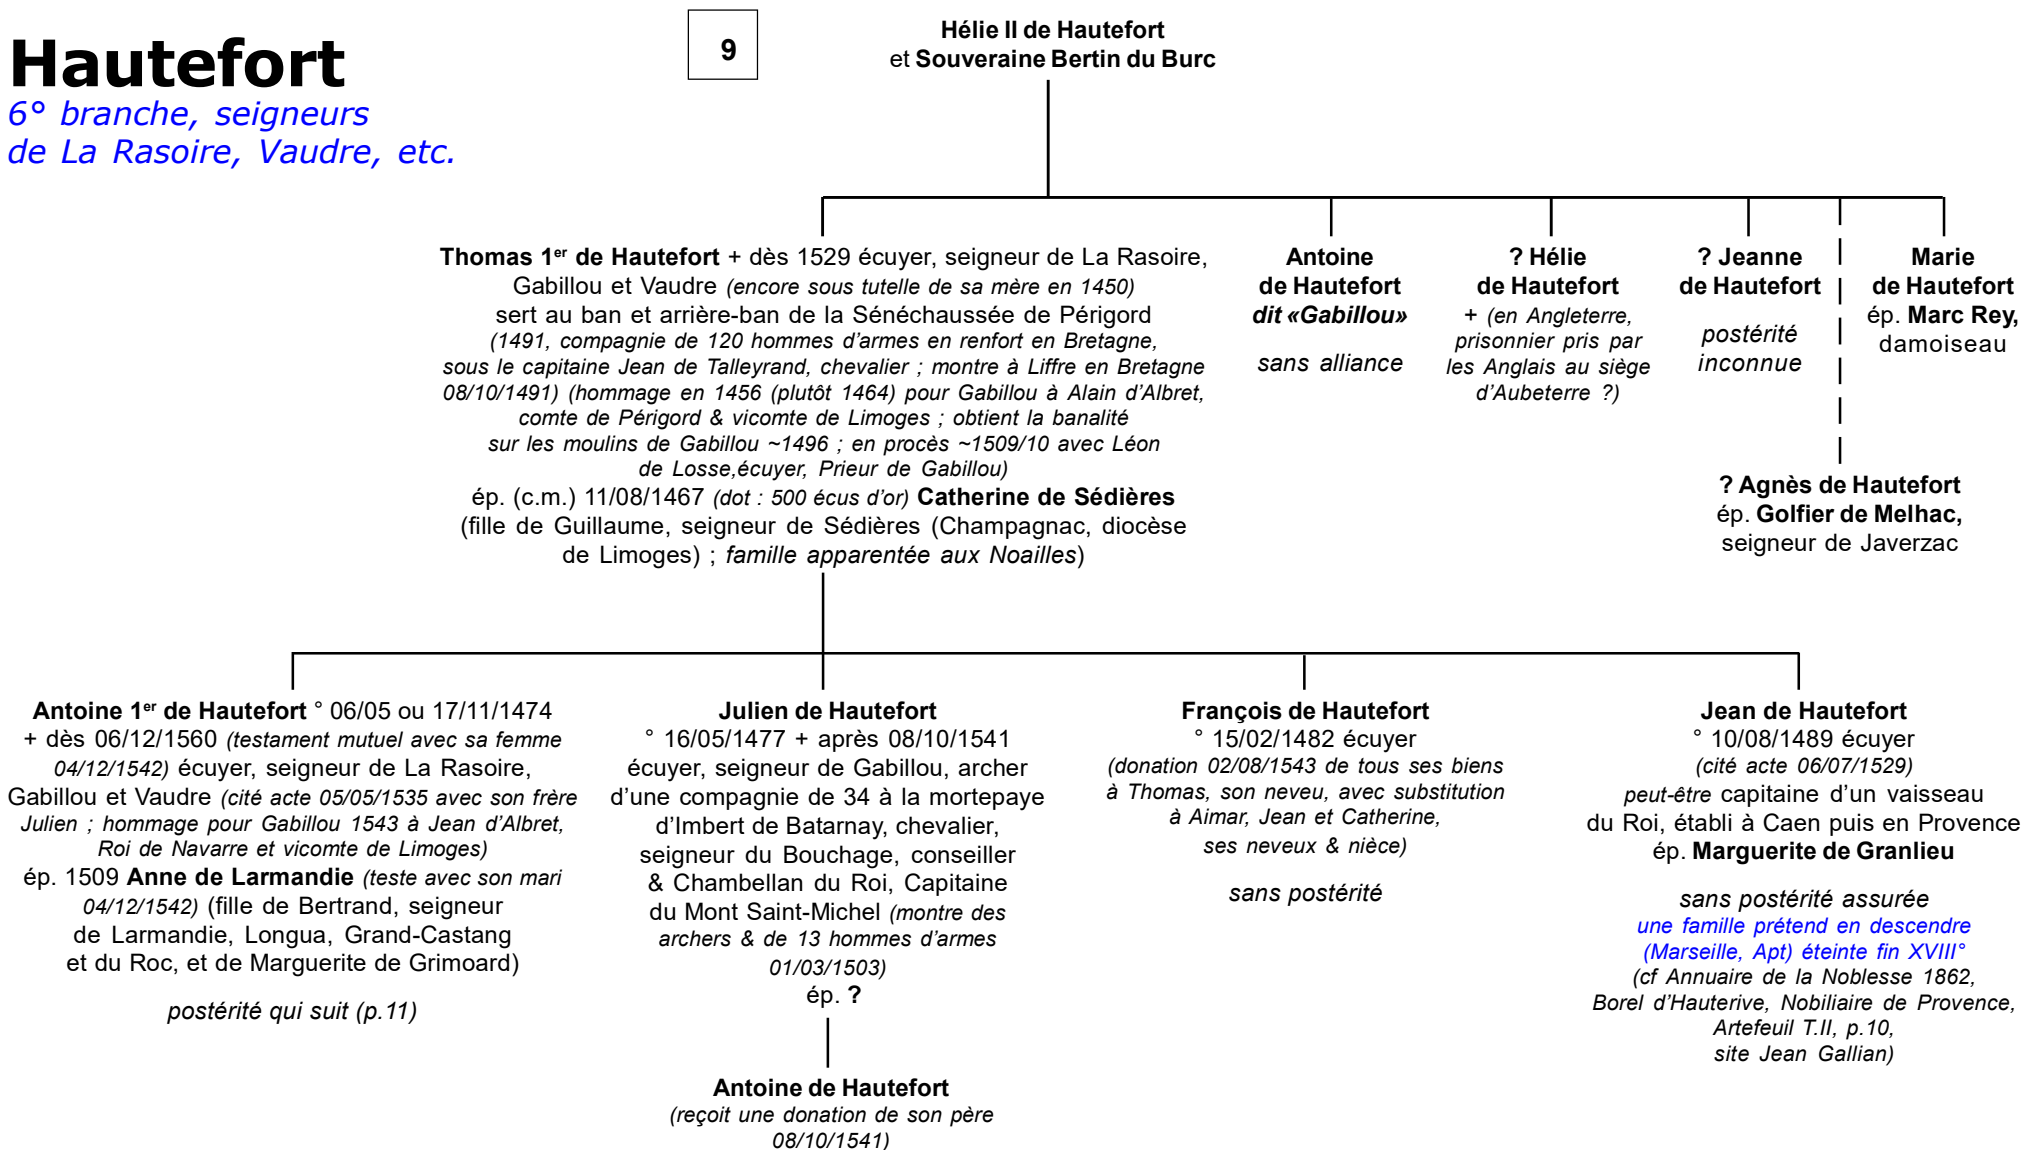 Hautefort
6° branche, seigneurs
de La Rasoire, Vaudre, etc.
9
Hélie II de Hautefort
et Souveraine Bertin du Burc
Thomas 1er de Hautefort + dès 1529 écuyer, seigneur de La Rasoire,
Gabillou et Vaudre (encore sous tutelle de sa mère en 1450)
sert au ban et arrière-ban de la Sénéchaussée de Périgord
(1491, compagnie de 120 hommes d'armes en renfort en Bretagne,
sous le capitaine Jean de Talleyrand, chevalier ; montre à Liffre en Bretagne
08/10/1491) (hommage en 1456 (plutôt 1464) pour Gabillou à Alain d'Albret,
comte de Périgord & vicomte de Limoges ; obtient la banalité
sur les moulins de Gabillou ~1496 ; en procès ~1509/10 avec Léon
de Losse,écuyer, Prieur de Gabillou)
ép. (c.m.) 11/08/1467 (dot : 500 écus d'or) Catherine de Sédières
(fille de Guillaume, seigneur de Sédières (Champagnac, diocèse
de Limoges) ; famille apparentée aux Noailles)
Antoine
de Hautefort
dit «Gabillou»
sans alliance
? Hélie
de Hautefort
+ (en Angleterre,
prisonnier pris par
les Anglais au siège
d'Aubeterre ?)
? Jeanne
de Hautefort
postérité
inconnue
Marie
de Hautefort
ép. Marc Rey,
damoiseau
? Agnès de Hautefort
ép. Golfier de Melhac,
seigneur de Javerzac
Antoine 1er de Hautefort ° 06/05 ou 17/11/1474
+ dès 06/12/1560 (testament mutuel avec sa femme
04/12/1542) écuyer, seigneur de La Rasoire,
Gabillou et Vaudre (cité acte 05/05/1535 avec son frère
Julien ; hommage pour Gabillou 1543 à Jean d'Albret,
Roi de Navarre et vicomte de Limoges)
ép. 1509 Anne de Larmandie (teste avec son mari
04/12/1542) (fille de Bertrand, seigneur
de Larmandie, Longua, Grand-Castang
et du Roc, et de Marguerite de Grimoard)
postérité qui suit (p.11)
Julien de Hautefort
° 16/05/1477 + après 08/10/1541
écuyer, seigneur de Gabillou, archer
d'une compagnie de 34 à la mortepaye
d'Imbert de Batarnay, chevalier,
seigneur du Bouchage, conseiller
& Chambellan du Roi, Capitaine
du Mont Saint-Michel (montre des
archers & de 13 hommes d'armes
01/03/1503)
ép. ?
Antoine de Hautefort
(reçoit une donation de son père
08/10/1541)
François de Hautefort
° 15/02/1482 écuyer
(donation 02/08/1543 de tous ses biens
à Thomas, son neveu, avec substitution
à Aimar, Jean et Catherine,
ses neveux & nièce)
sans postérité
Jean de Hautefort
° 10/08/1489 écuyer
(cité acte 06/07/1529)
peut-être capitaine d'un vaisseau
du Roi, établi à Caen puis en Provence
ép. Marguerite de Granlieu
sans postérité assurée
une famille prétend en descendre
(Marseille, Apt) éteinte fin XVIII°
(cf Annuaire de la Noblesse 1862,
Borel d'Hauterive, Nobiliaire de Provence,
Artefeuil T.II, p.10,
site Jean Gallian)